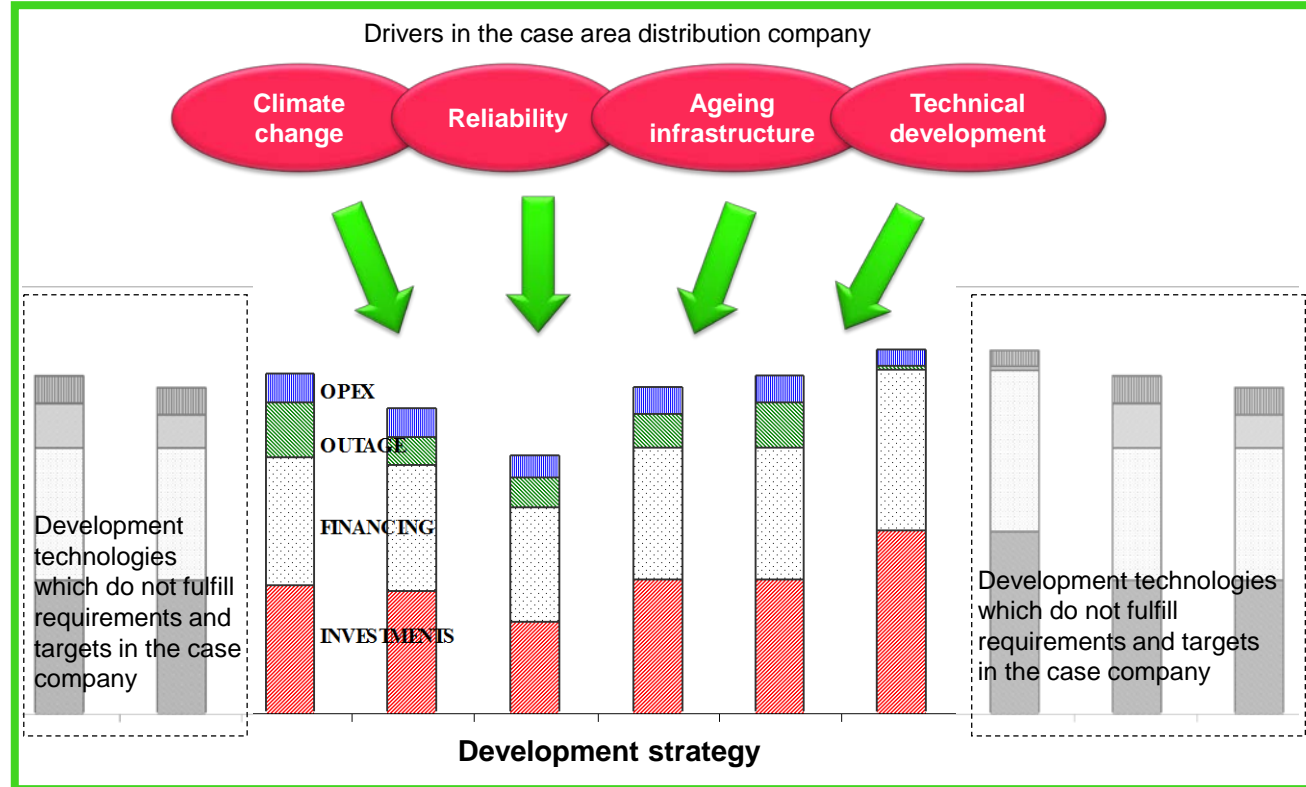 Drivers in the case area distribution company
Climate
change
Reliability
Ageing
infrastructure
Technical
development
OPEX
OUTAGE
FINANCING
INVESTMENTS
Development
technologies
which do not fulfill
requirements and
targets in the case
company
Development technologies
which do not fulfill
requirements and targets
in the case company
Development strategy